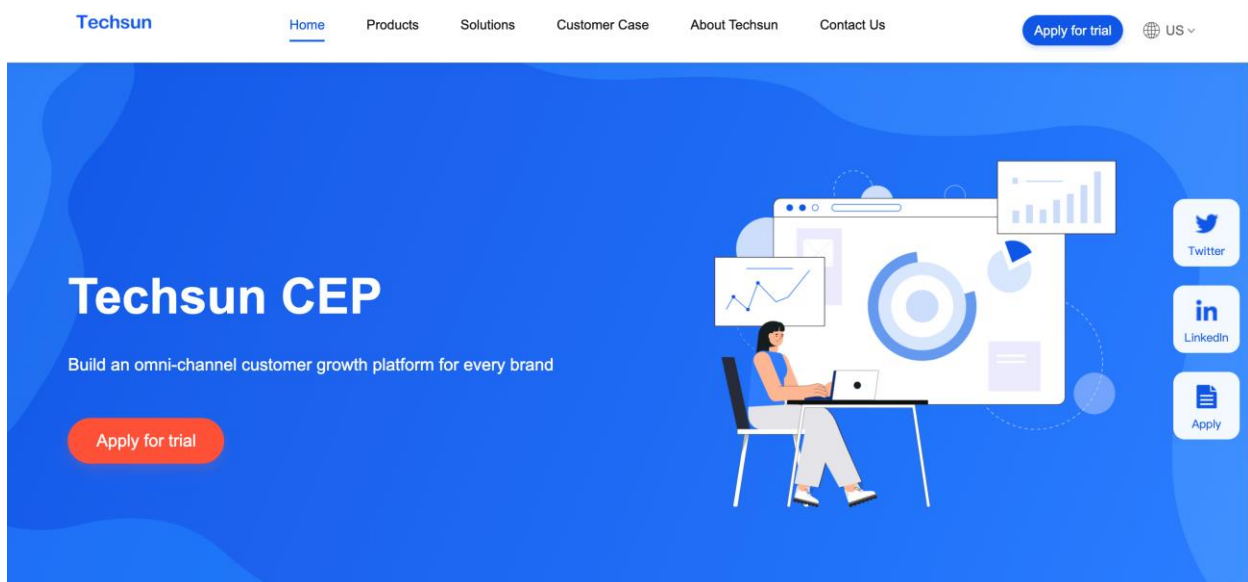 Techsun
Home Products Solutions Customer Case About Techsun Contact Us
Apply for trial
US
Techsun CEP
Build an omni-channel customer growth platform for every brand
Apply for trial
Twitter
LinkedIn
Apply